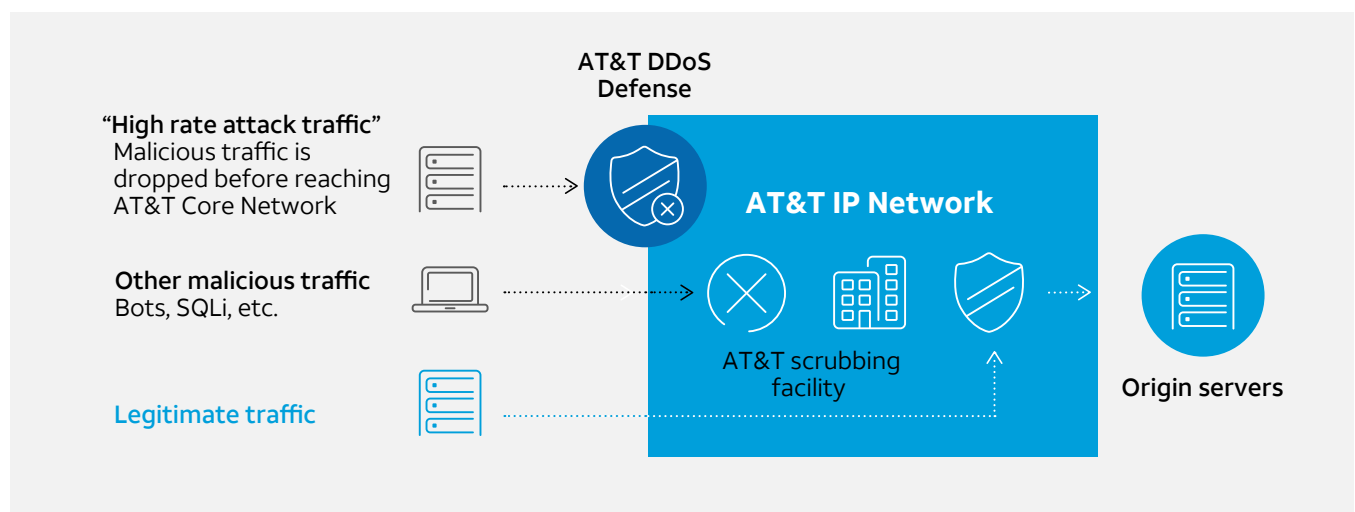 AT&T DDoS
Defense
“High rate attack traffic”
Malicious traffic is
dropped before reaching
AT&T Core Network
AT&T IP Network
Other malicious traffic
Bots, SQLi, etc.
AT&T scrubbing
facility
Origin servers
Legitimate traffic